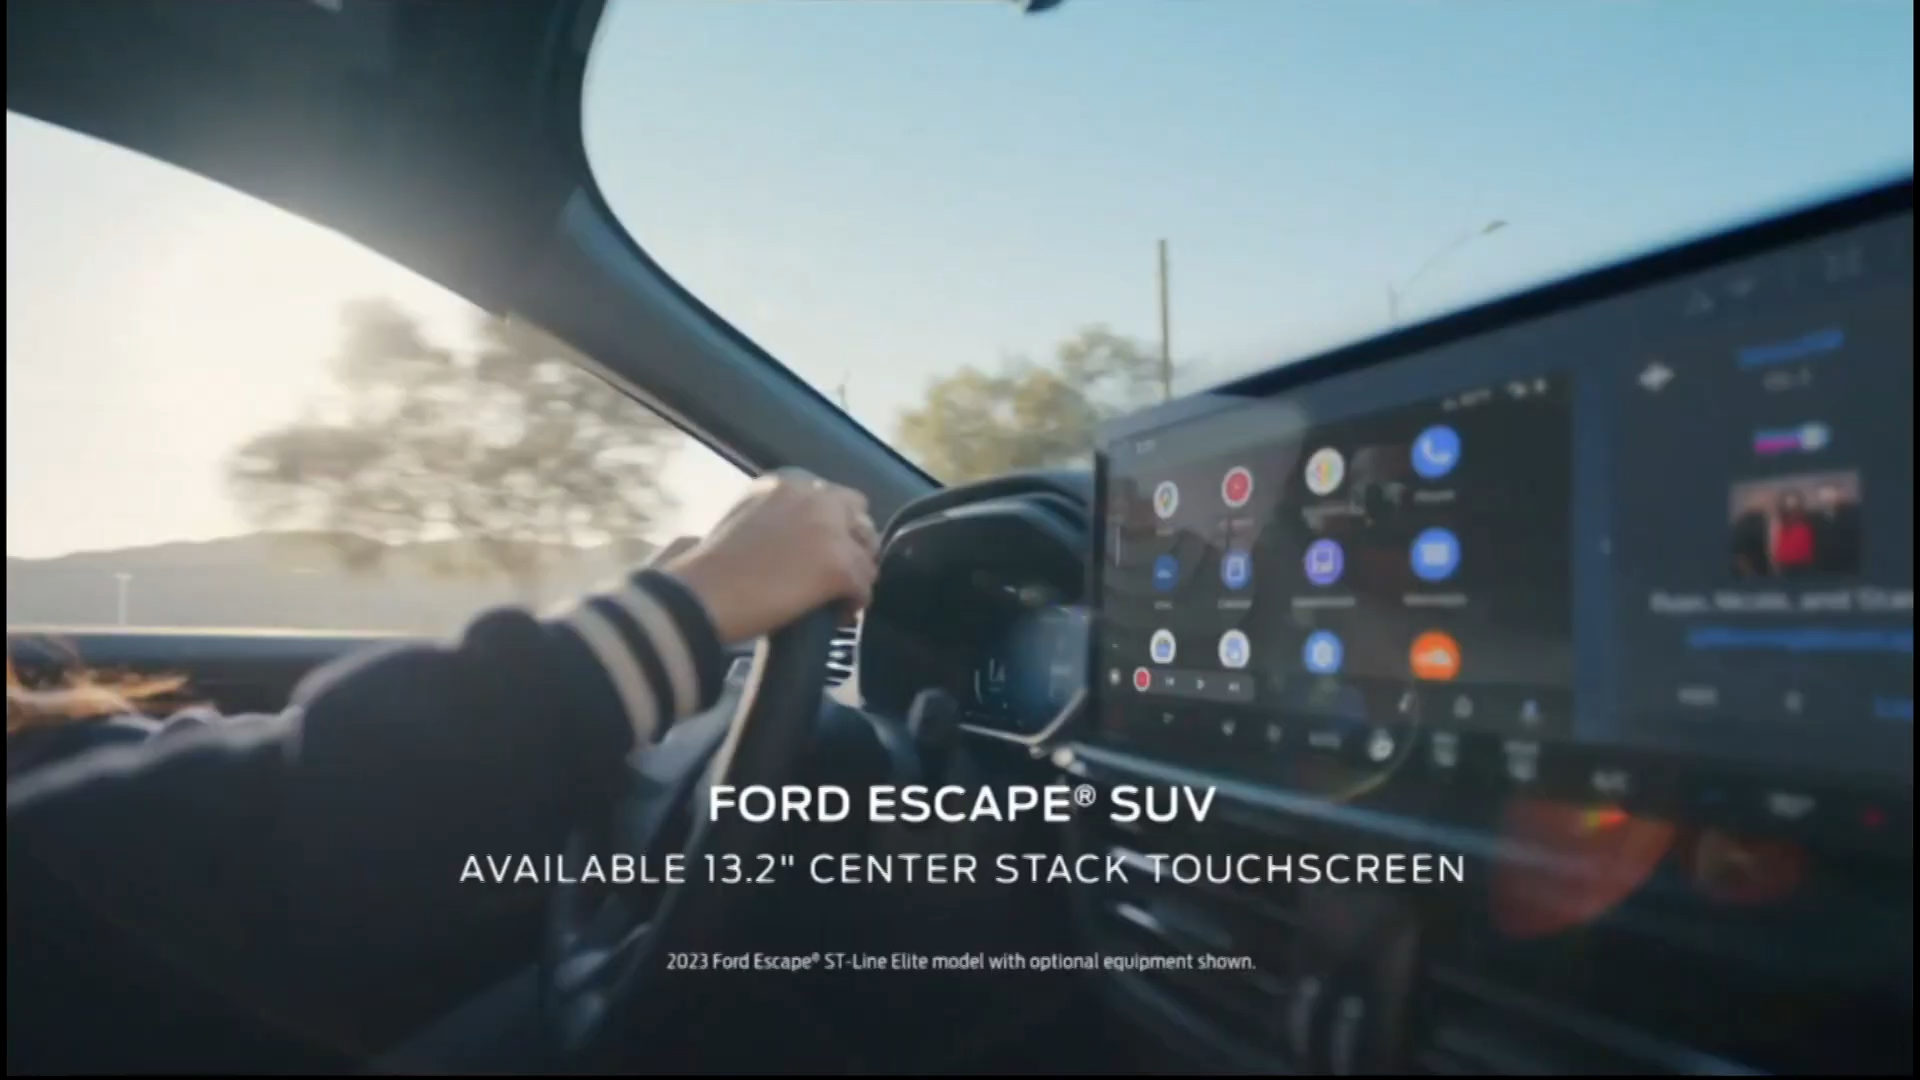 FORD ESCAPE® SUV
AVAILABLE 13.2" CENTER STACK TOUCHSCREEN
2023 Ford Escape® ST-Line Elite model with optional equipment shown.